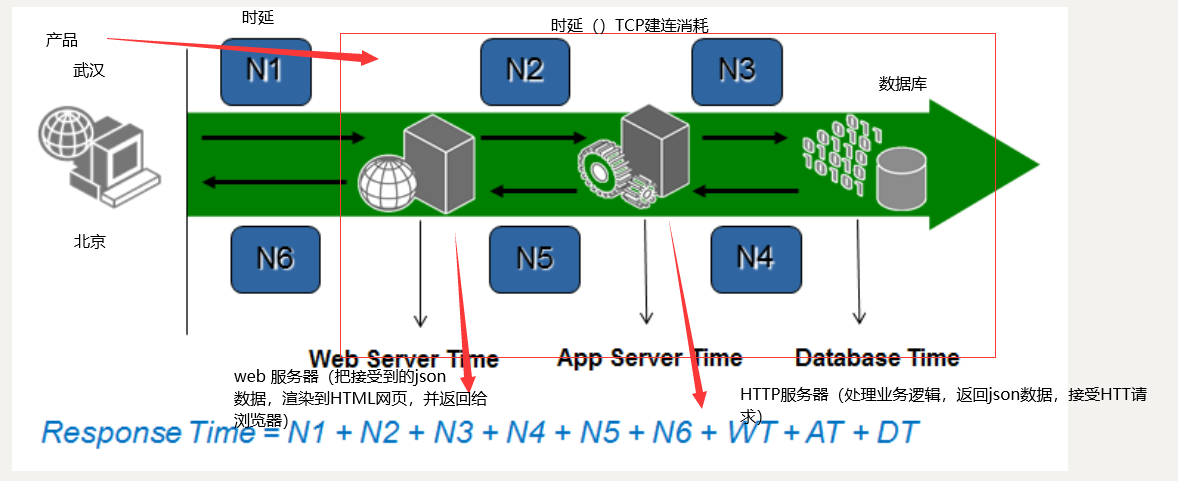 时延
时延（）TCP建连消耗
产品
武汉
N1
N2
N3
数据库
北京
N6
N5
N4
Web Server Time
App Server Time
Database Time
web 服务器（把接受到的json
数据，渲染到HTML网页，并返回给
浏览器）
HTTP服务器（处理业务逻辑，返回json数据，接受HTT请
求）
Response Time = N1 + N2 + N3 + N4 + N5 + N6 + WT + AT + DT